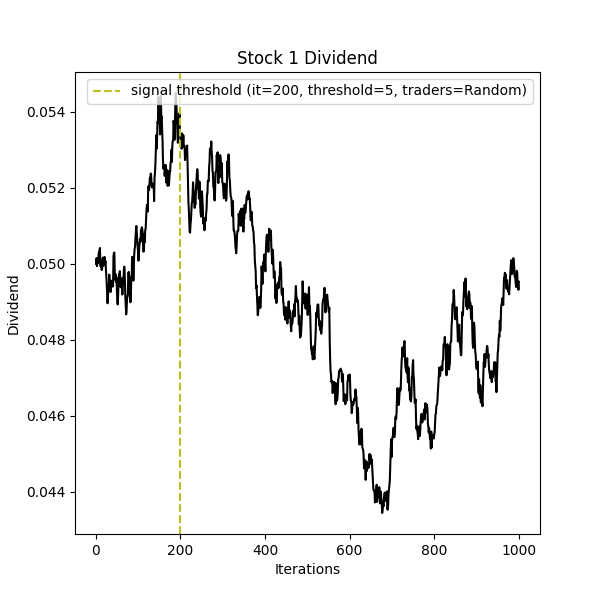 Stock 1 Dividend
signal threshold (it=200, threshold=5, traders=Random)
Dividend
0.054
0.052
0.050
0.048
0.046
0.044
0 200 400 600 800 1000
Iterations